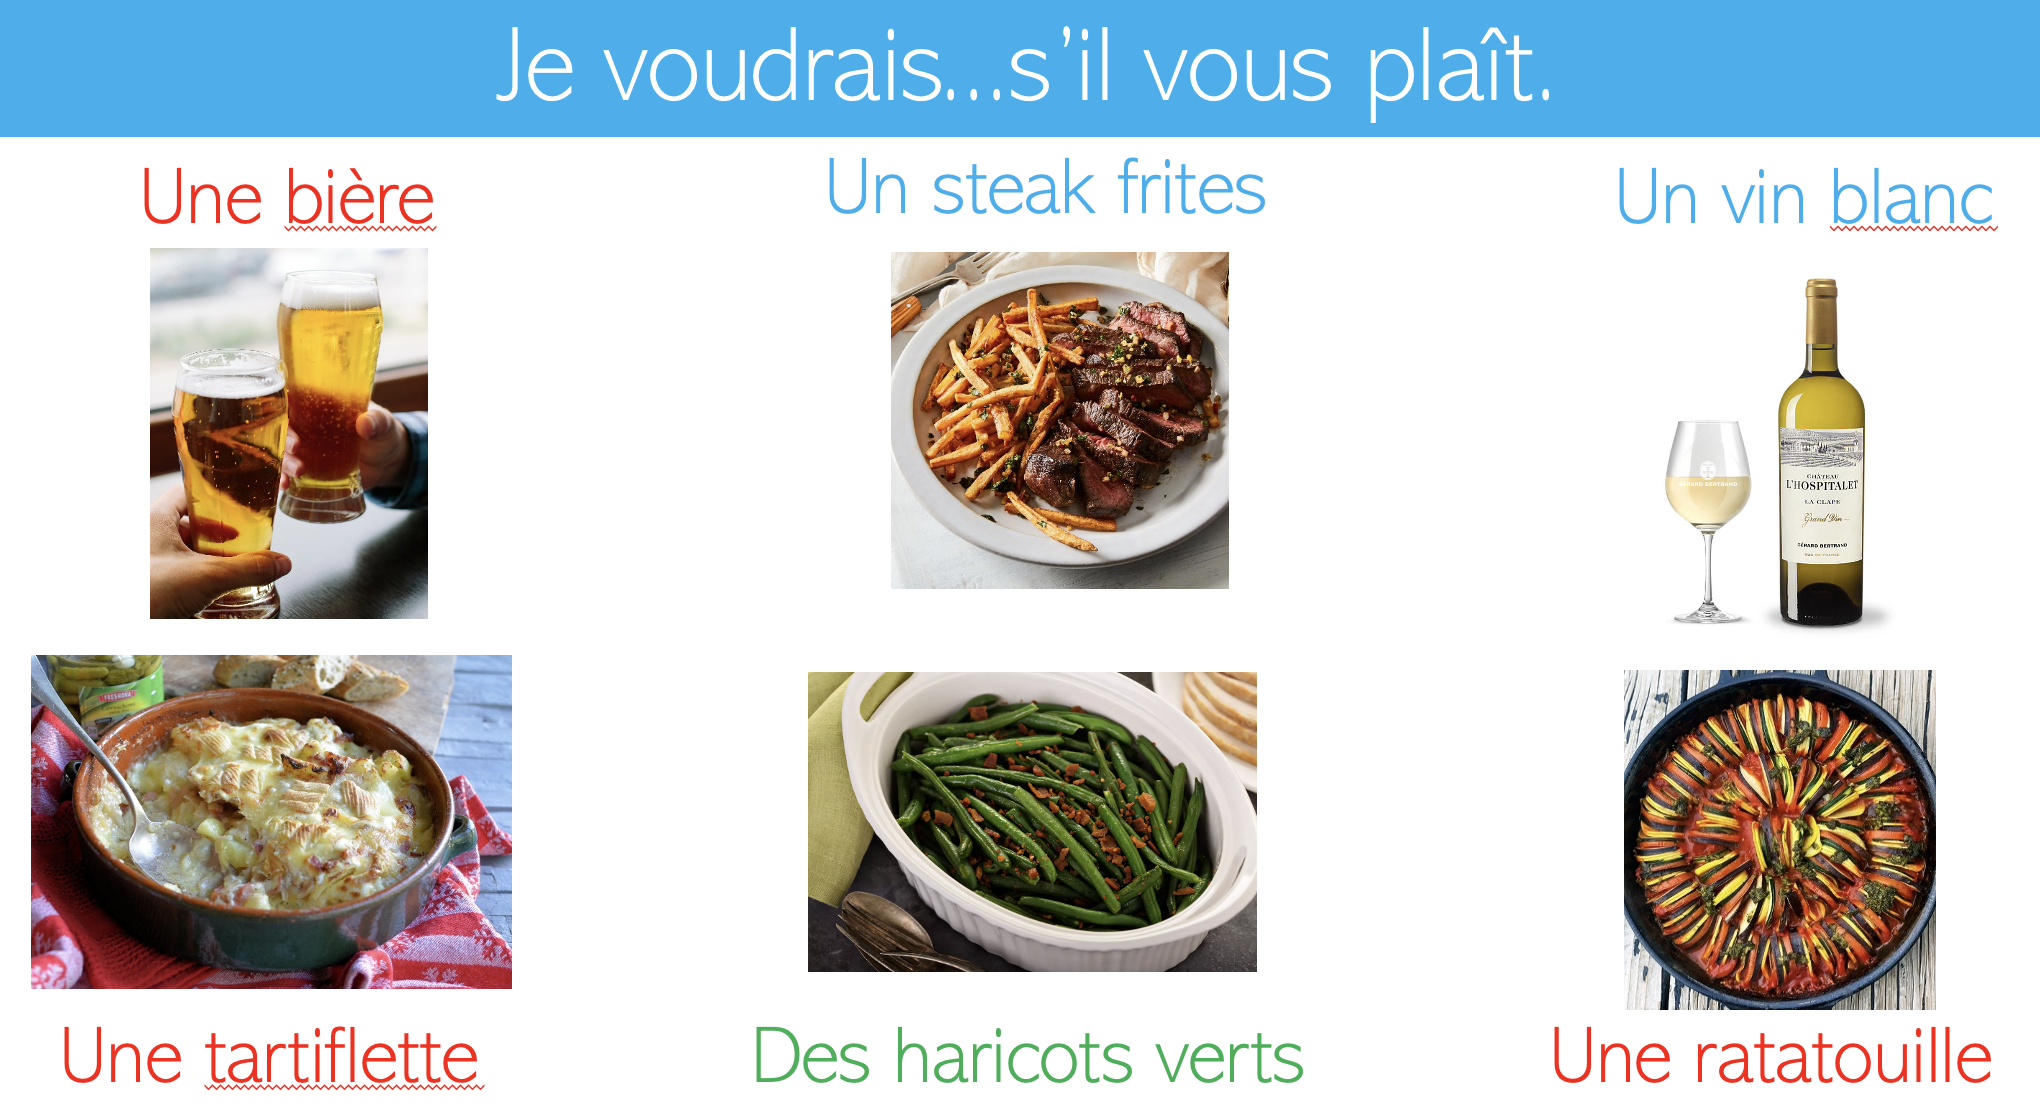 Je voudrais...s'il vous plaît.
Une bière
Un steak frites
Un vin blanc
CHÂTEAU
L'HOSPITALET
LA CLAPE
Grand Vin
GÉRARD BERTRAND
GÉRARD BERTRAND
Une tartiflette
Des haricots verts
Une ratatouille